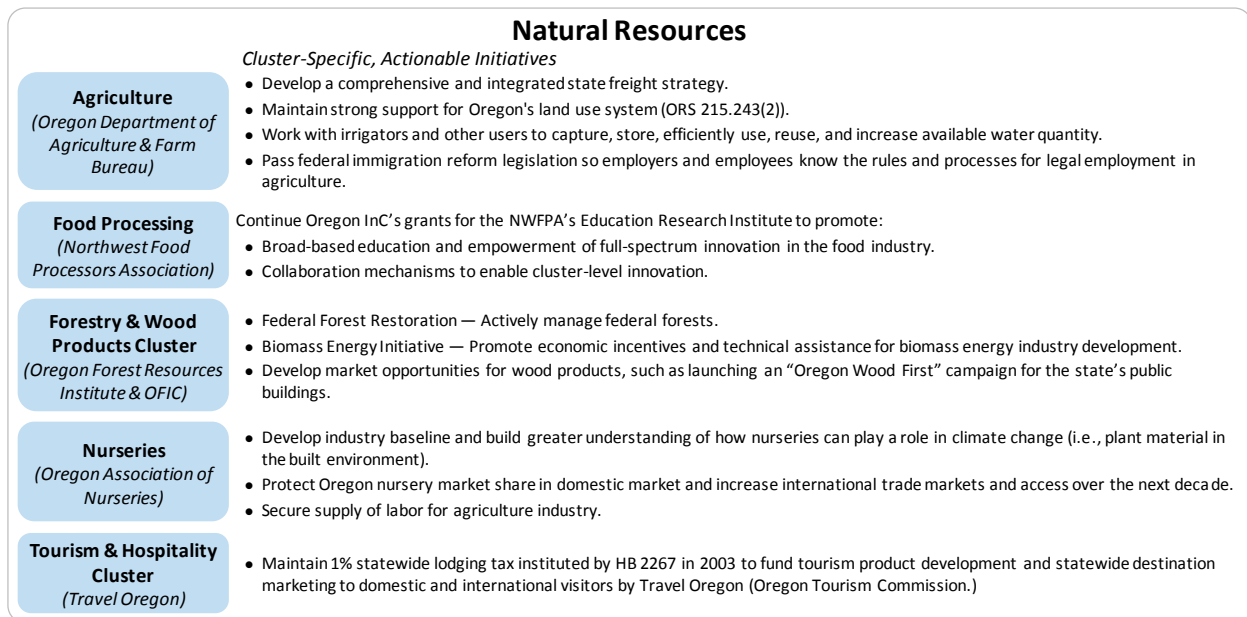 Natural Resources
Cluster-Specific, Actionable Initiatives
Agriculture
(Oregon Department of
Agriculture & Farm
Bureau)
• Develop a comprehensive and integrated state freight strategy.
• Maintain strong support for Oregon's land use system (ORS 215.243(2)).
• Work with irrigators and other users to capture, store, efficiently use, reuse, and increase available water quantity.
• Pass federal immigration reform legislation so employers and employees know the rules and processes for legal employment in
agriculture.
Food Processing
(Northwest Food
Processors Association)
Continue Oregon InC’s grants for the NWFPA’s Education Research Institute to promote:
• Broad-based education and empowerment of full-spectrum innovation in the food industry.
• Collaboration mechanisms to enable cluster-level innovation.
Forestry & Wood
Products Cluster
(Oregon Forest Resources
Institute & OFIC)
• Federal Forest Restoration — Actively manage federal forests.
• Biomass Energy Initiative — Promote economic incentives and technical assistance for biomass energy industry development.
• Develop market opportunities for wood products, such as launching an “Oregon Wood First” campaign for the state’s public
buildings.
Nurseries
(Oregon Association of
Nurseries)
• Develop industry baseline and build greater understanding of how nurseries can play a role in climate change (i.e., plant material in
the built environment).
• Protect Oregon nursery market share in domestic market and increase international trade markets and access over the next decade.
• Secure supply of labor for agriculture industry.
Tourism & Hospitality
Cluster
(Travel Oregon)
• Maintain 1% statewide lodging tax instituted by HB 2267 in 2003 to fund tourism product development and statewide destination
marketing to domestic and international visitors by Travel Oregon (Oregon Tourism Commission.)